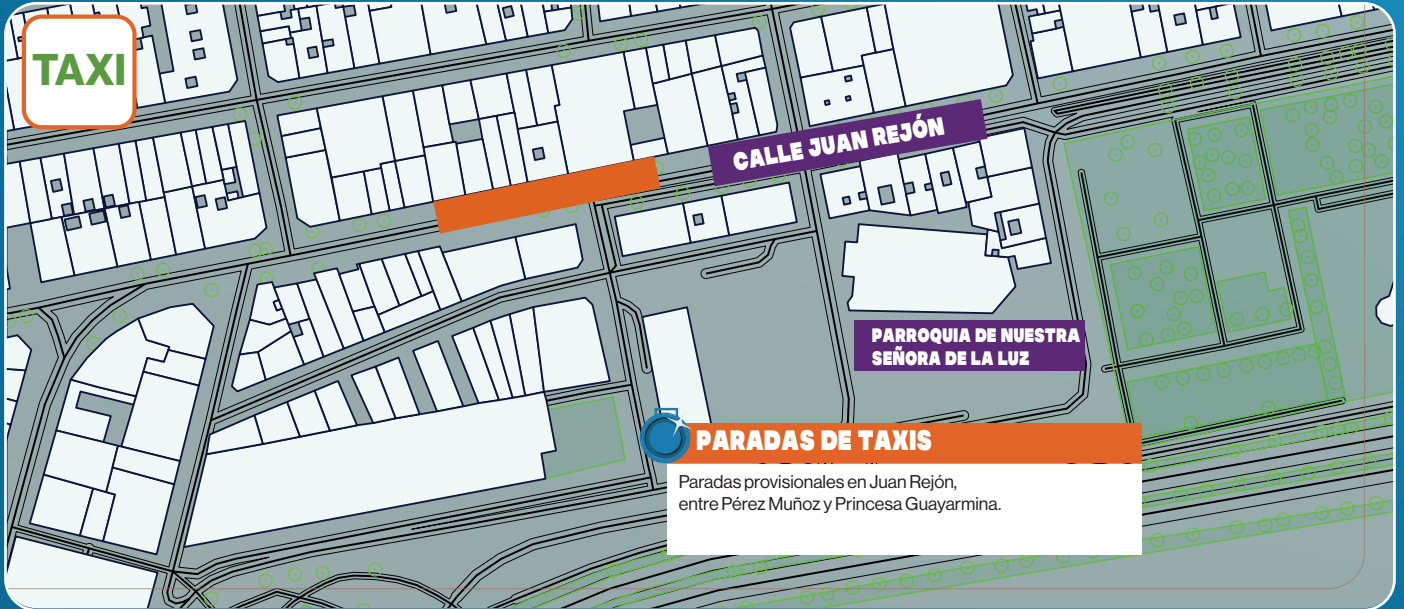 TAXI
CALLE JUAN REJÓN
PARROQUIA DE NUESTRA
SEÑORA DE LA LUZ
PARADAS DE TAXIS
Paradas provisionales en Juan Rejón,
entre Pérez Muñoz y Princesa Guayarmina.